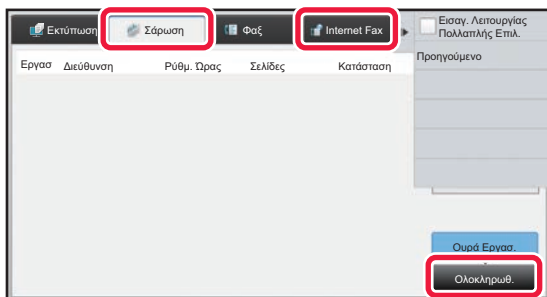 Εκτύπωση Σάρωση Φαξ Internet Fax
Εισαγ. Λειτουργίας
Πολλαπλής Επιλ.
Εργασ Διεύθυνση Ρύθμ. Ώρας Σελίδες Κατάσταση
Προηγούμενο
Ουρά Εργασ.
Ολοκληρωθ.